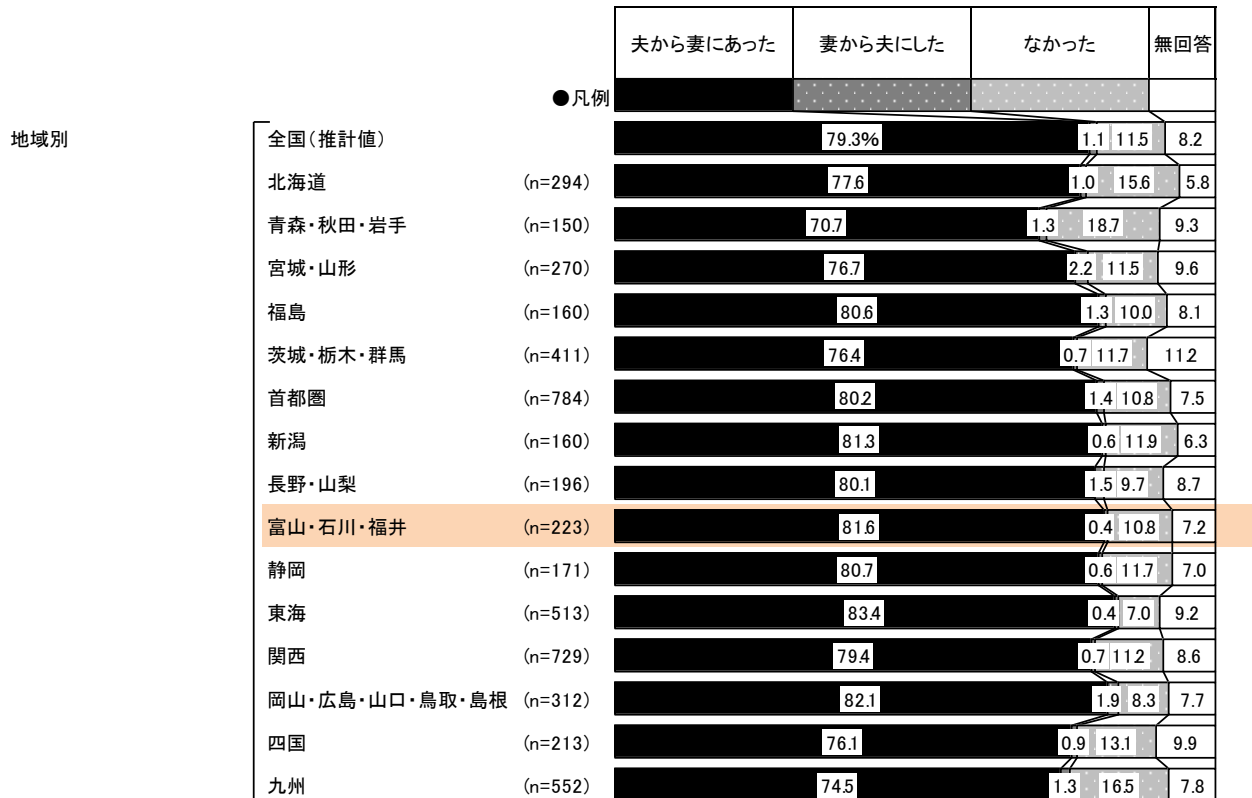 夫から妻にあった 妻から夫にした なかった 無回答
●凡例
地域別 全国(推計値) 79.3% 1.1 11.5 8.2
北海道 (n=294) 77.6 1.0 15.6 5.8
青森・秋田・岩手 (n=150) 70.7 1.3 18.7 9.3
宮城・山形 (n=270) 76.7 2.2 11.5 9.6
福島 (n=160) 80.6 1.3 10.0 8.1
茨城・栃木・群馬 (n=411) 76.4 0.7 11.7 11.2
首都圏 (n=784) 80.2 1.4 10.8 7.5
新潟 (n=160) 81.3 0.6 11.9 6.3
長野・山梨 (n=196) 80.1 1.5 9.7 8.7
富山・石川・福井 (n=223) 81.6 0.4 10.8 7.2
静岡 (n=171) 80.7 0.6 11.7 7.0
東海 (n=513) 83.4 0.4 7.0 9.2
関西 (n=729) 79.4 0.7 11.2 8.6
岡山・広島・山口・鳥取・島根 (n=312) 82.1 1.9 8.3 7.7
四国 (n=213) 76.1 0.9 13.1 9.9
九州 (n=552) 74.5 1.3 16.5 7.8